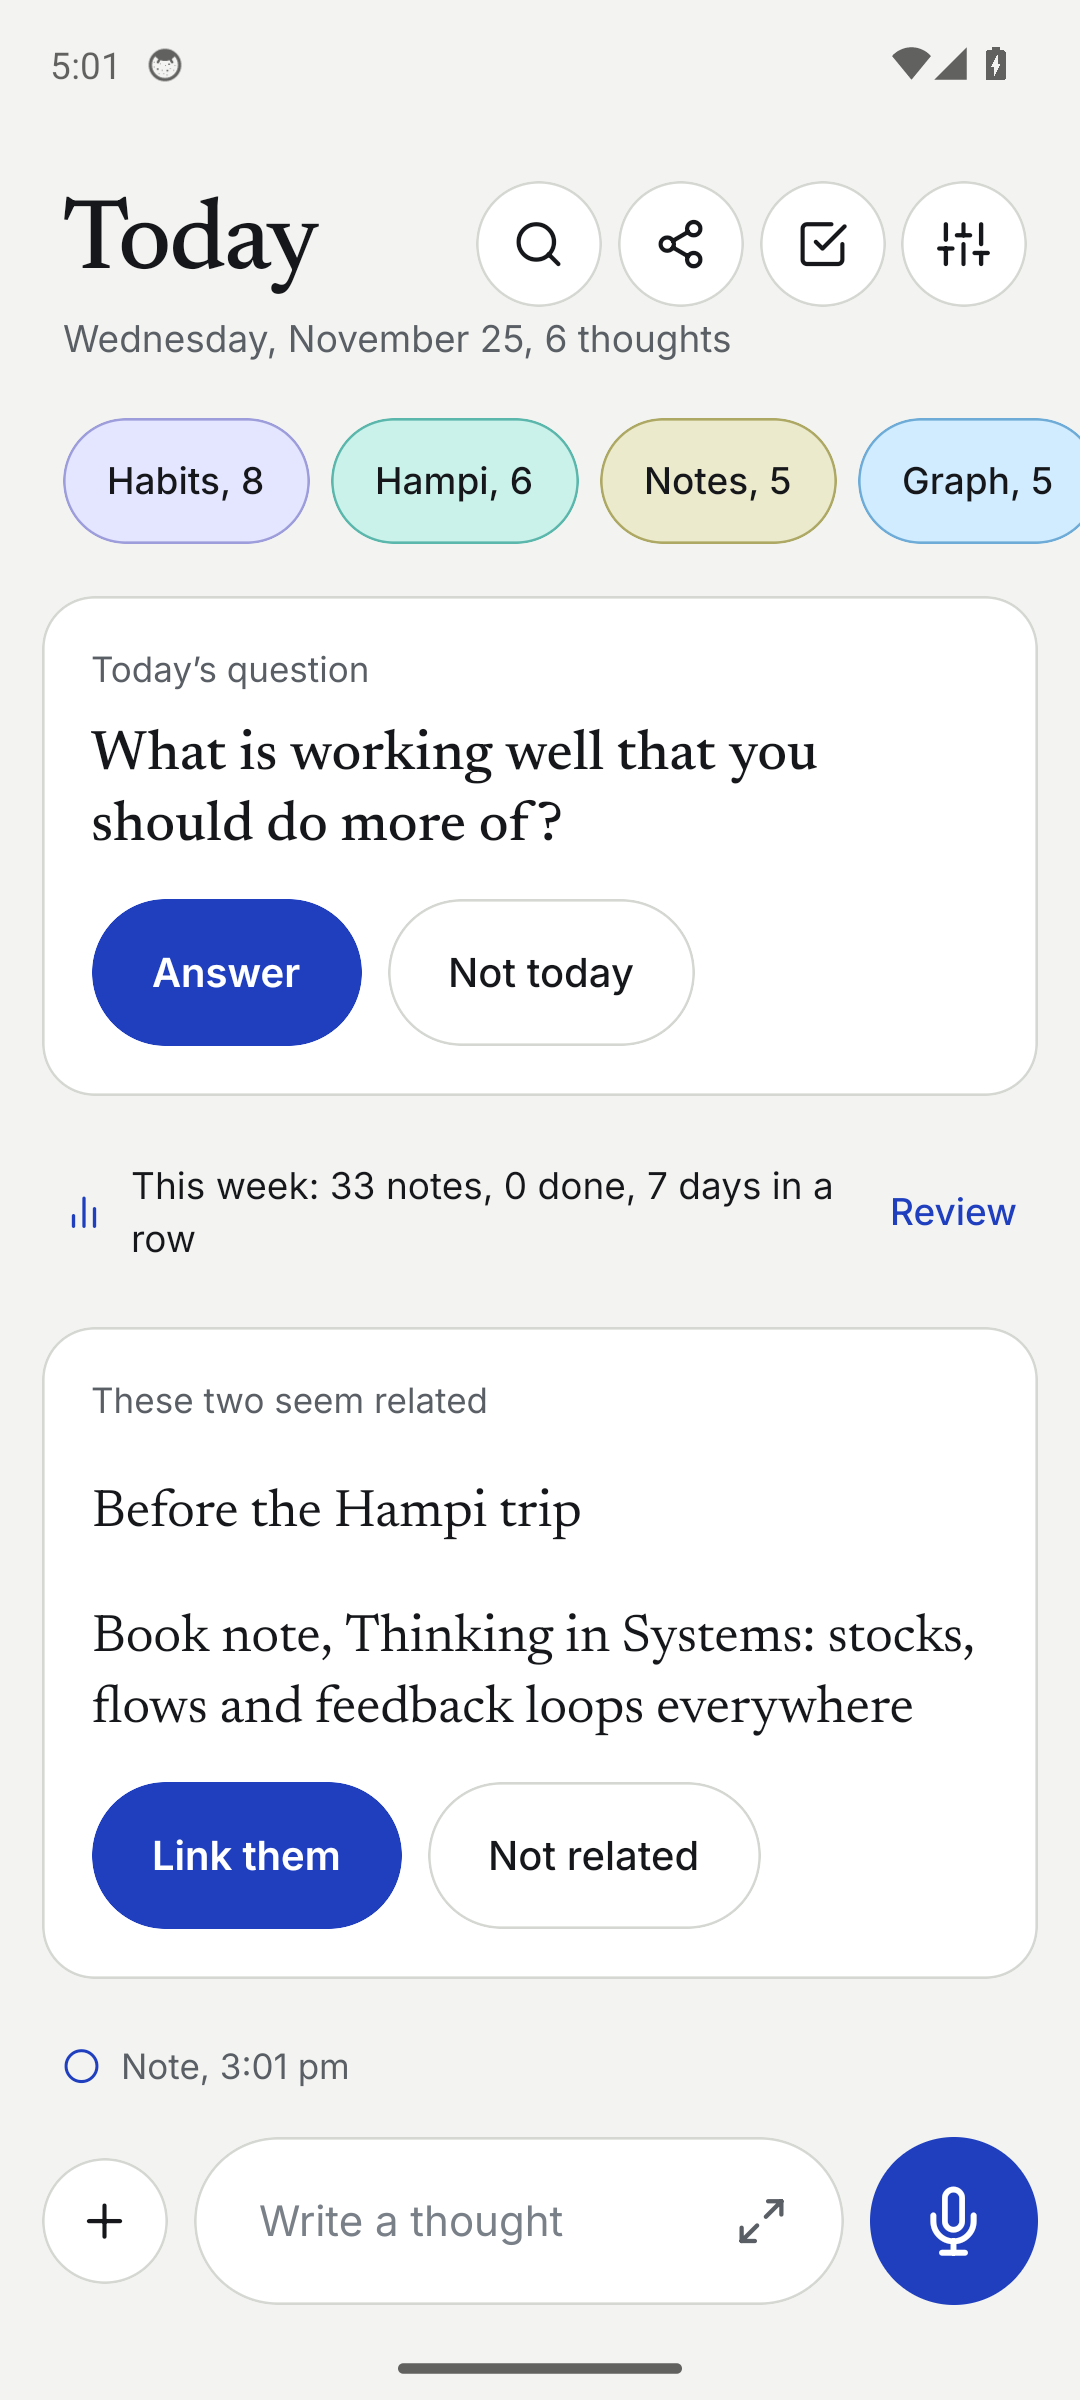 5:01
Today
Wednesday, November 25, 6 thoughts
Habits, 8
Hampi, 6
Notes, 5
Graph, 5
Today’s question
What is working well that you
should do more of?
Answer
Not today
This week: 33 notes, 0 done, 7 days in a
row
Review
These two seem related
Before the Hampi trip
Book note, Thinking in Systems: stocks,
flows and feedback loops everywhere
Link them
Not related
Note, 3:01 pm
Write a thought